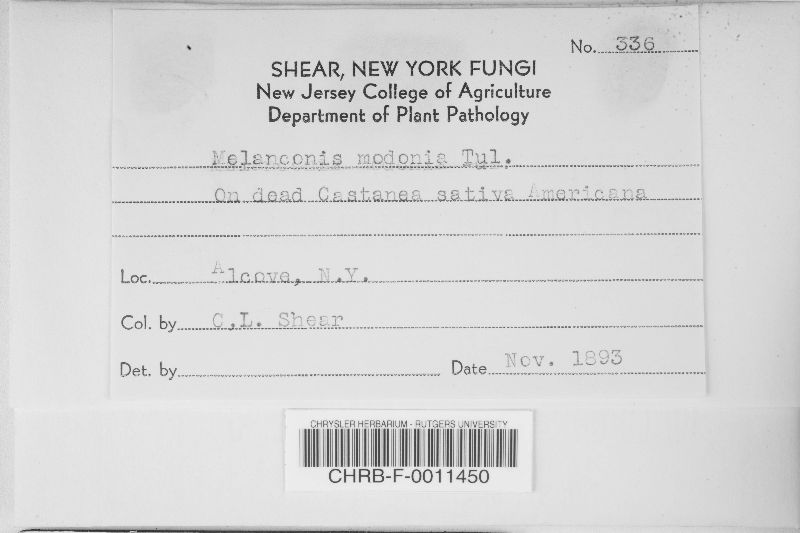 No. 336
SHEAR, NEW YORK FUNGI
New Jersey College of Agriculture
Department of Plant Pathology
Melanconis modonia Tul.
On dead Castanea sativa Americana
Loc. Alcove, N.Y.
Col. by C.L. Shear
Det. by
Date Nov. 1893
CHRYSLER HERBARIUM - RUTGERS UNIVERSITY
CHRB-F-0011450